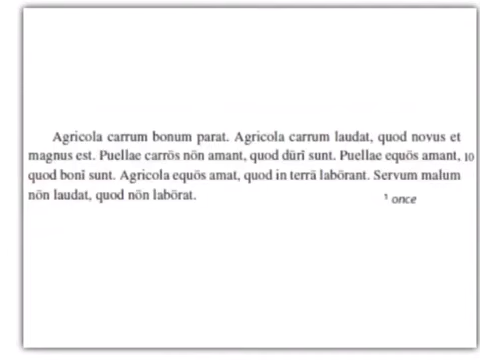 Agricola carrum bonum parat. Agricola carrum laudat, quod novus et
magnus est. Puellae carrōs nōn amant, quod dūrī sunt. Puellae equōs amant, 10
quod bonī sunt. Agricola equōs amat, quod in terrā labōrant. Servum malum
nōn laudat, quod nōn labōrat.
¹ once